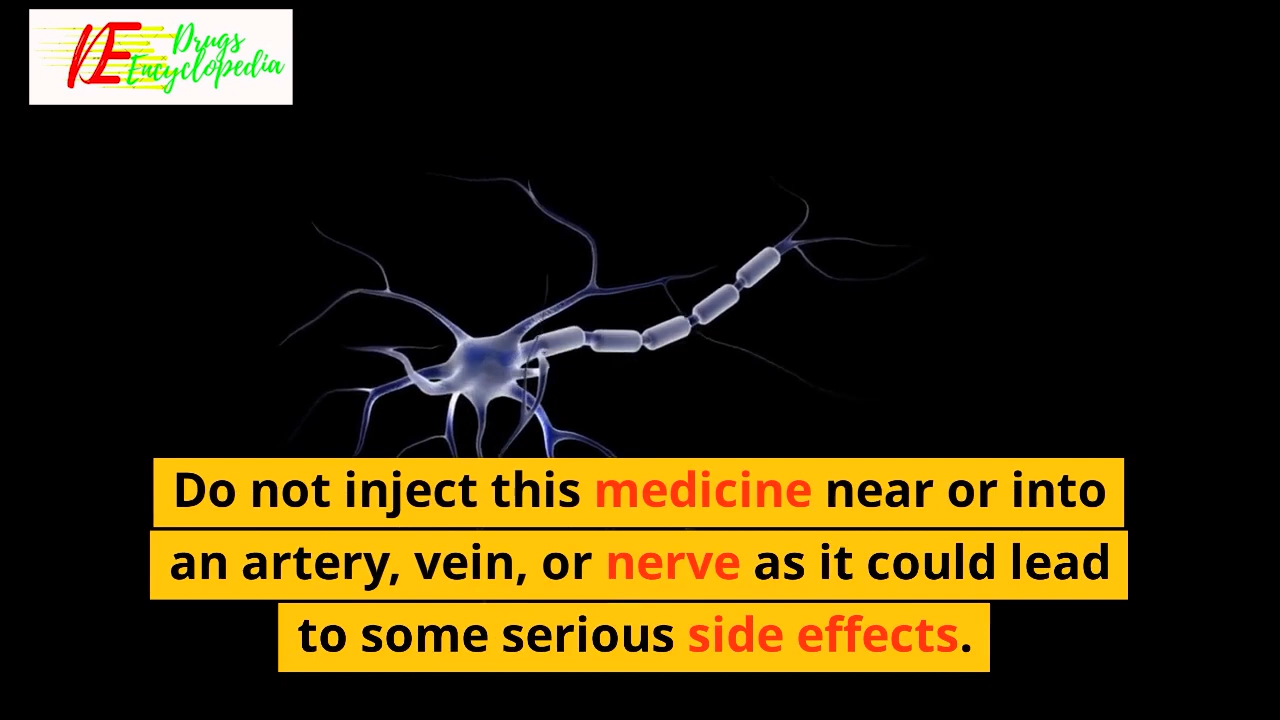 DE Drugs
Encyclopedia
Do not inject this medicine near or into
an artery, vein, or nerve as it could lead
to some serious side effects.